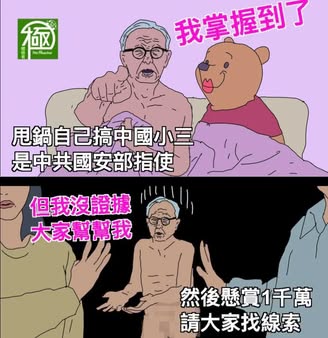 極
我掌握到了
甩鍋自己搞中國小三
是中共國安部指使
但我沒證據
大家幫幫我
然後懸賞1千萬
請大家找線索